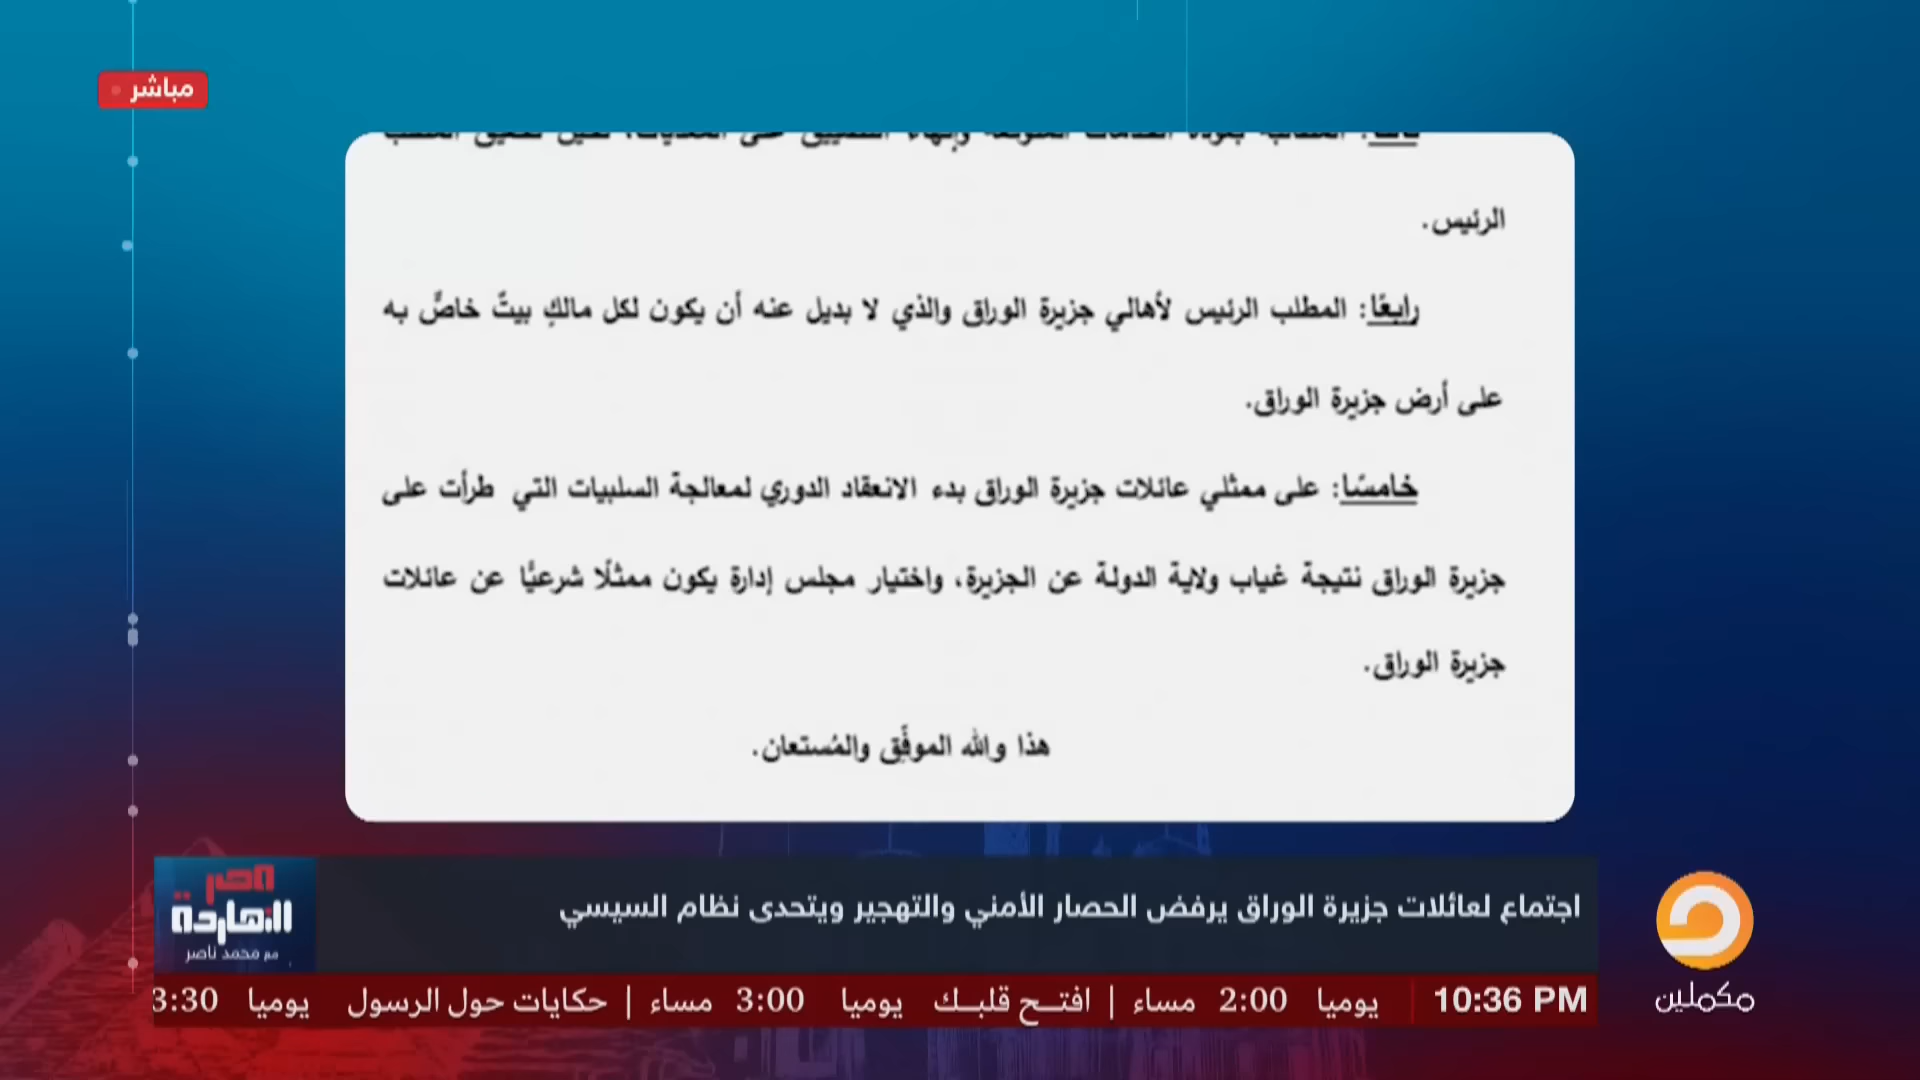 مباشر
الرئيس.
رابعًا: المطلب الرئيس لأهالي جزيرة الوراق والذي لا بديل عنه أن يكون لكل مالكٍ بيتٌ خاصٌّ به
على أرض جزيرة الوراق.
خامسًا: على ممثلي عائلات جزيرة الوراق بدء الانعقاد الدوري لمعالجة السلبيات التي طرأت على
جزيرة الوراق نتيجة غياب ولاية الدولة عن الجزيرة، واختيار مجلس إدارة يكون ممثلًا شرعيًّا عن عائلات
جزيرة الوراق.
هذا والله الموفِّق والمُستعان.
اجتماع لعائلات جزيرة الوراق يرفض الحصار الأمني والتهجير ويتحدى نظام السيسي
مصر
النهاردة
مع محمد ناصر
10:36 PM
يوميا 2:00 مساء | افتـــح قلبـــك يوميا 3:00 مساء | حكايات حول الرسول يوميا 3:30
مكملين